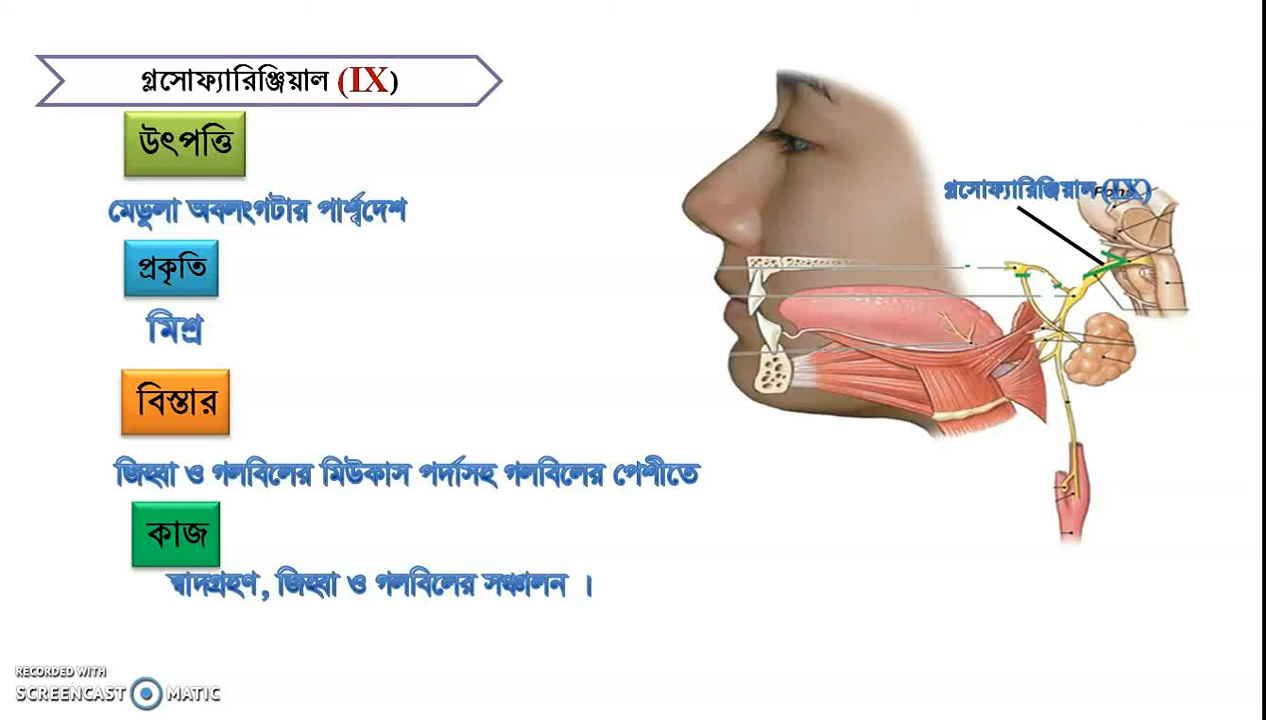 গ্লসোফ্যারিঞ্জিয়াল (IX)
উৎপত্তি
মেডুলা অবলংগটার পার্শ্বদেশ
প্রকৃতি
মিশ্র
বিস্তার
জিহ্বা ও গলবিলের মিউকাস পর্দাসহ গলবিলের পেশীতে
কাজ
স্বাদগ্রহণ, জিহ্বা ও গলবিলের সঞ্চালন ।
গ্লসোফ্যারিঞ্জিয়াল (IX)
Pons
RECORDED WITH
SCREENCAST MATIC